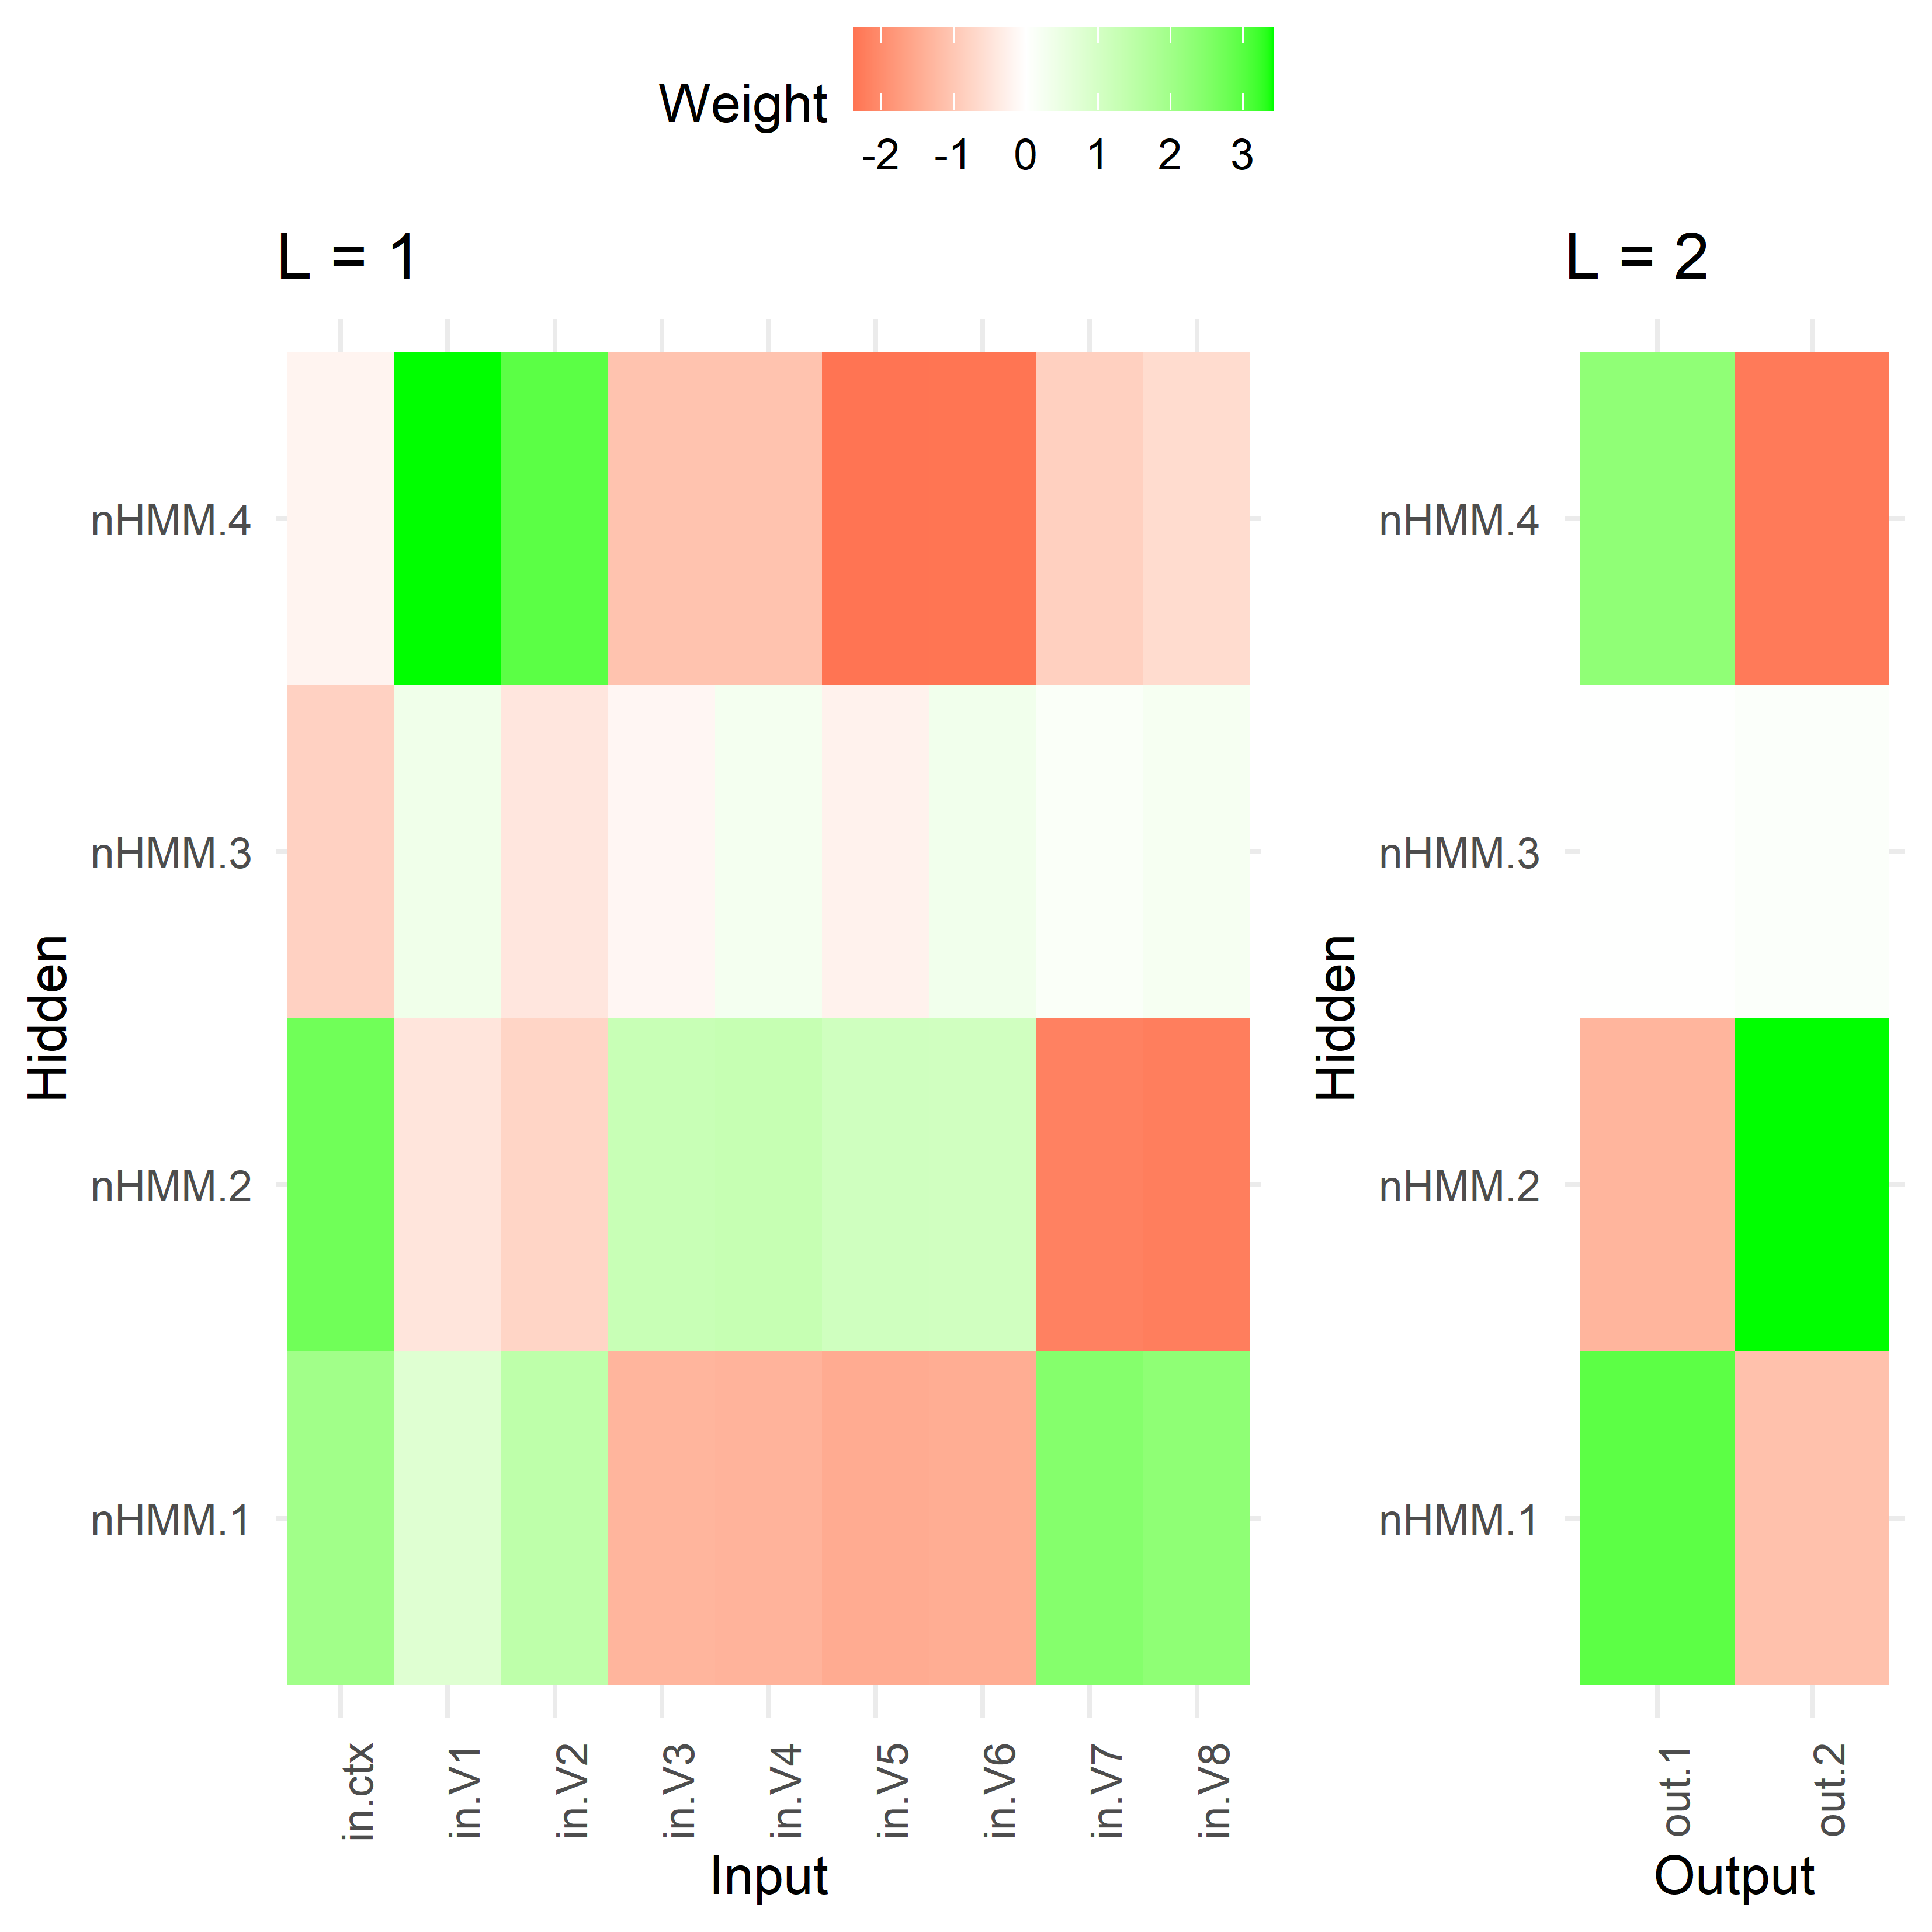 Weight
-2 -1 0 1 2 3
L = 1
nHMM.4
nHMM.3
nHMM.2
nHMM.1
Hidden
in.ctx
in.V1
in.V2
in.V3
in.V4
in.V5
in.V6
in.V7
in.V8
Input
L = 2
nHMM.4
nHMM.3
nHMM.2
nHMM.1
Hidden
out.1
out.2
Output